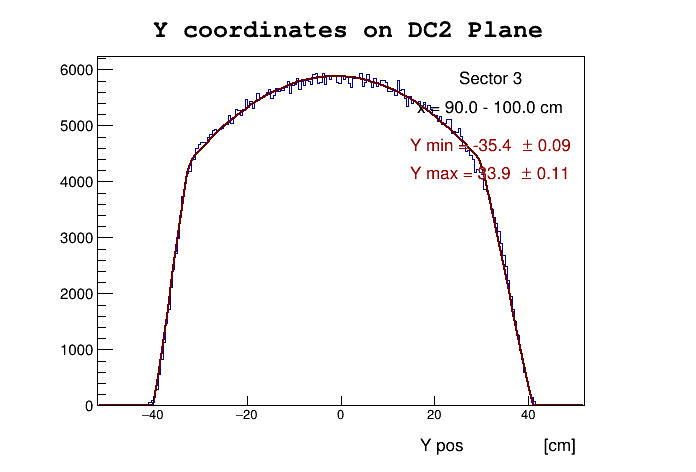 Y coordinates on DC2 Plane
Sector 3
x = 90.0 - 100.0 cm
Y min = -35.4 ± 0.09
Y max = 33.9 ± 0.11
6000
5000
4000
3000
2000
1000
0
−40 −20 0 20 40
Y pos [cm]